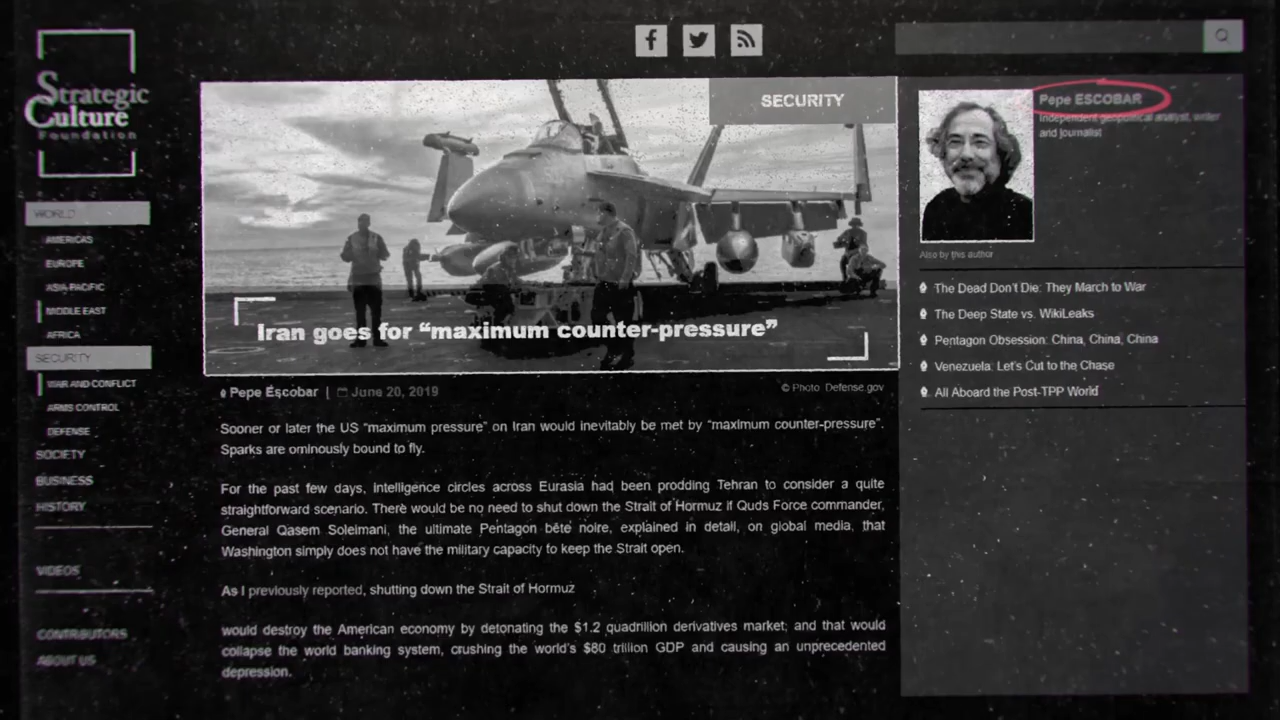 Strategic
Culture
Foundation
WORLD
AMERICAS
EUROPE
ASIA-PACIFIC
MIDDLE EAST
AFRICA
SECURITY
WAR AND CONFLICT
ARMS CONTROL
DEFENSE
SOCIETY
BUSINESS
HISTORY
VIDEOS
CONTRIBUTORS
ABOUT US
SECURITY
Iran goes for “maximum counter-pressure”
Pepe Escobar | June 20, 2019
© Photo: Defense.gov
Sooner or later the US “maximum pressure” on Iran would inevitably be met by “maximum counter-pressure”.
Sparks are ominously bound to fly.
For the past few days, intelligence circles across Eurasia had been prodding Tehran to consider a quite
straightforward scenario. There would be no need to shut down the Strait of Hormuz if Quds Force commander,
General Qasem Soleimani, the ultimate Pentagon bête noire, explained in detail, on global media, that
Washington simply does not have the military capacity to keep the Strait open.
As I previously reported, shutting down the Strait of Hormuz
would destroy the American economy by detonating the $1.2 quadrillion derivatives market; and that would
collapse the world banking system, crushing the world’s $80 trillion GDP and causing an unprecedented
depression.
Pepe ESCOBAR
Independent geopolitical analyst, writer
and journalist
Also by this author
The Dead Don’t Die: They March to War
The Deep State vs. WikiLeaks
Pentagon Obsession: China, China, China
Venezuela: Let’s Cut to the Chase
All Aboard the Post-TPP World